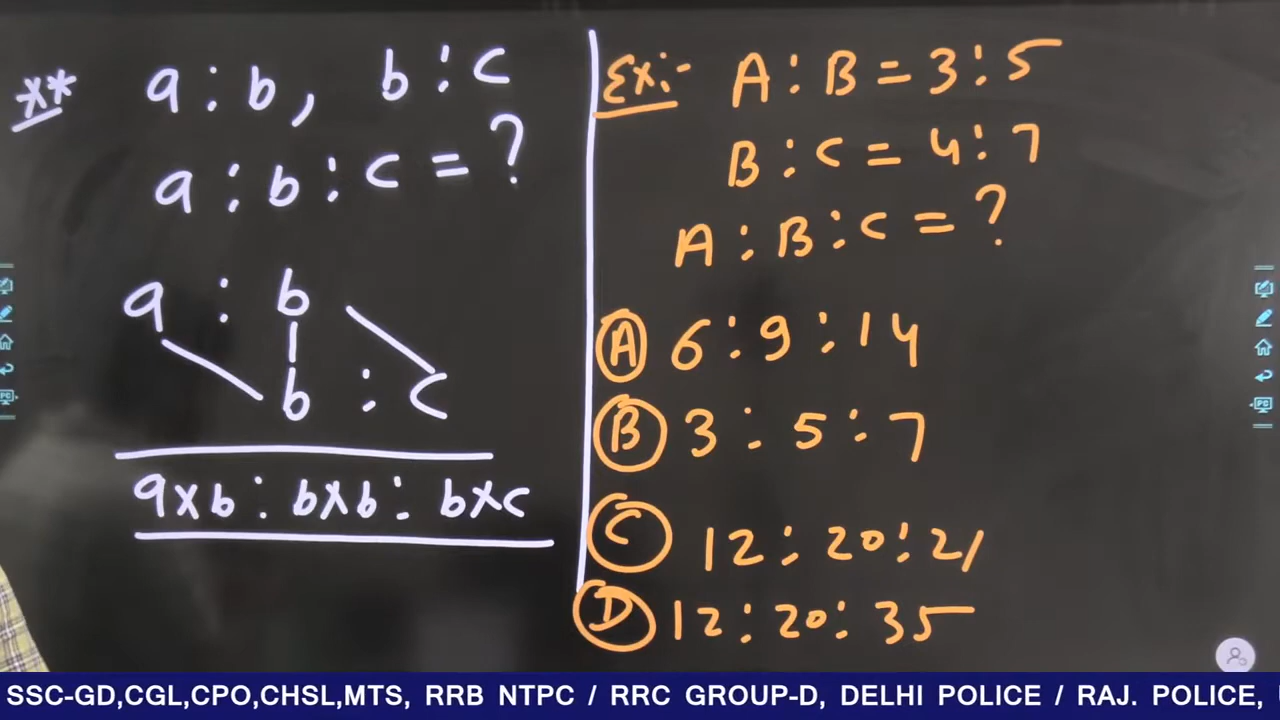 ** a : b, b : c
a : b : c = ?
a : b
b : c
a×b : b×b : b×c
Ex:- A : B = 3 : 5
B : C = 4 : 7
A : B : C = ?
(A) 6 : 9 : 14
(B) 3 : 5 : 7
(C) 12 : 20 : 21
(D) 12 : 20 : 35
SSC-GD,CGL,CPO,CHSL,MTS, RRB NTPC / RRC GROUP-D, DELHI POLICE / RAJ. POLICE,